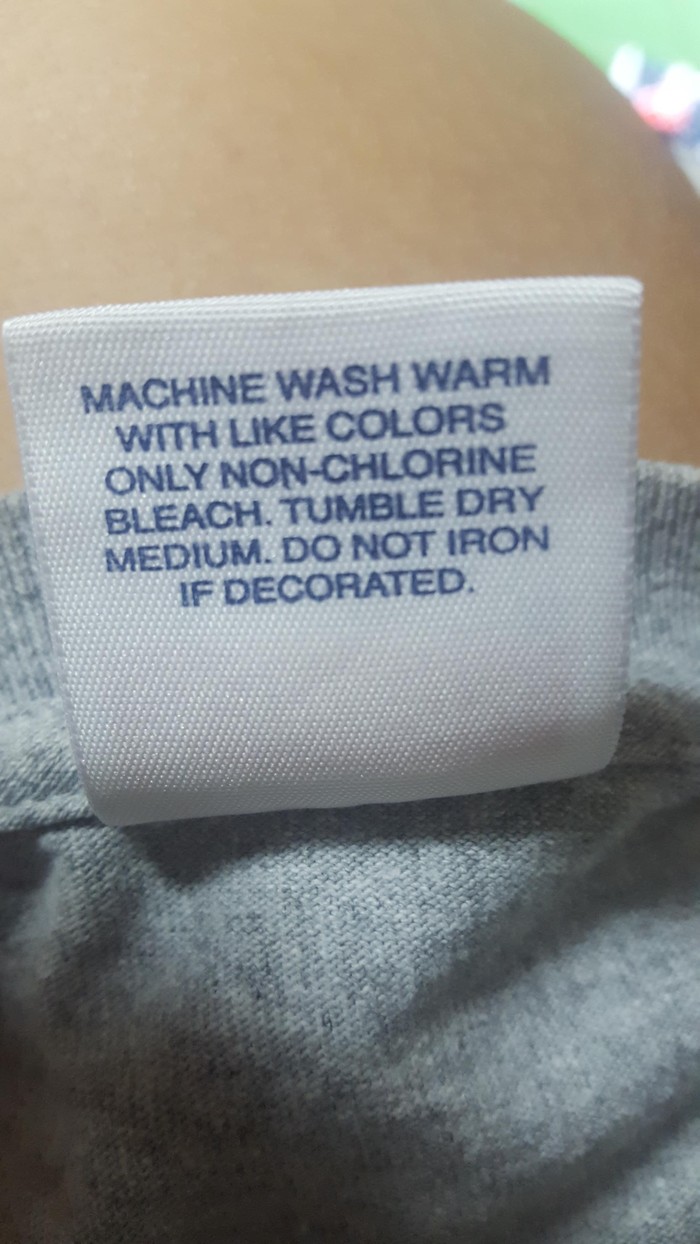 MACHINE WASH WARM
WITH LIKE COLORS
ONLY NON-CHLORINE
BLEACH. TUMBLE DRY
MEDIUM. DO NOT IRON
IF DECORATED.